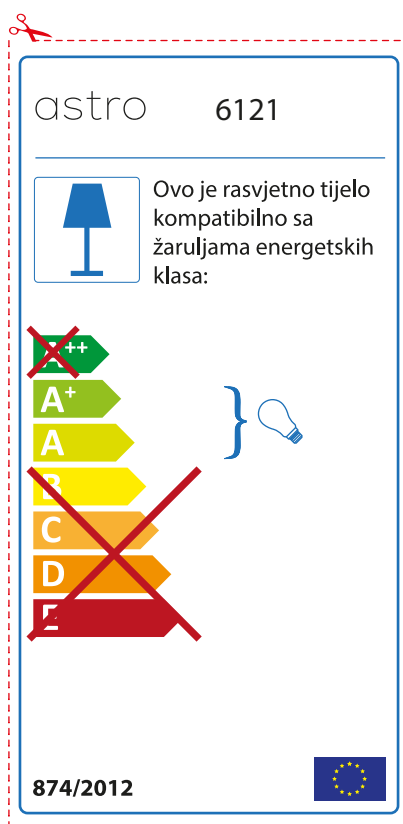 astro 6121
Ovo je rasvjetno tijelo
kompatibilno sa
žaruljama energetskih
klasa:
A++
A+
A
B
C
D
E
874/2012